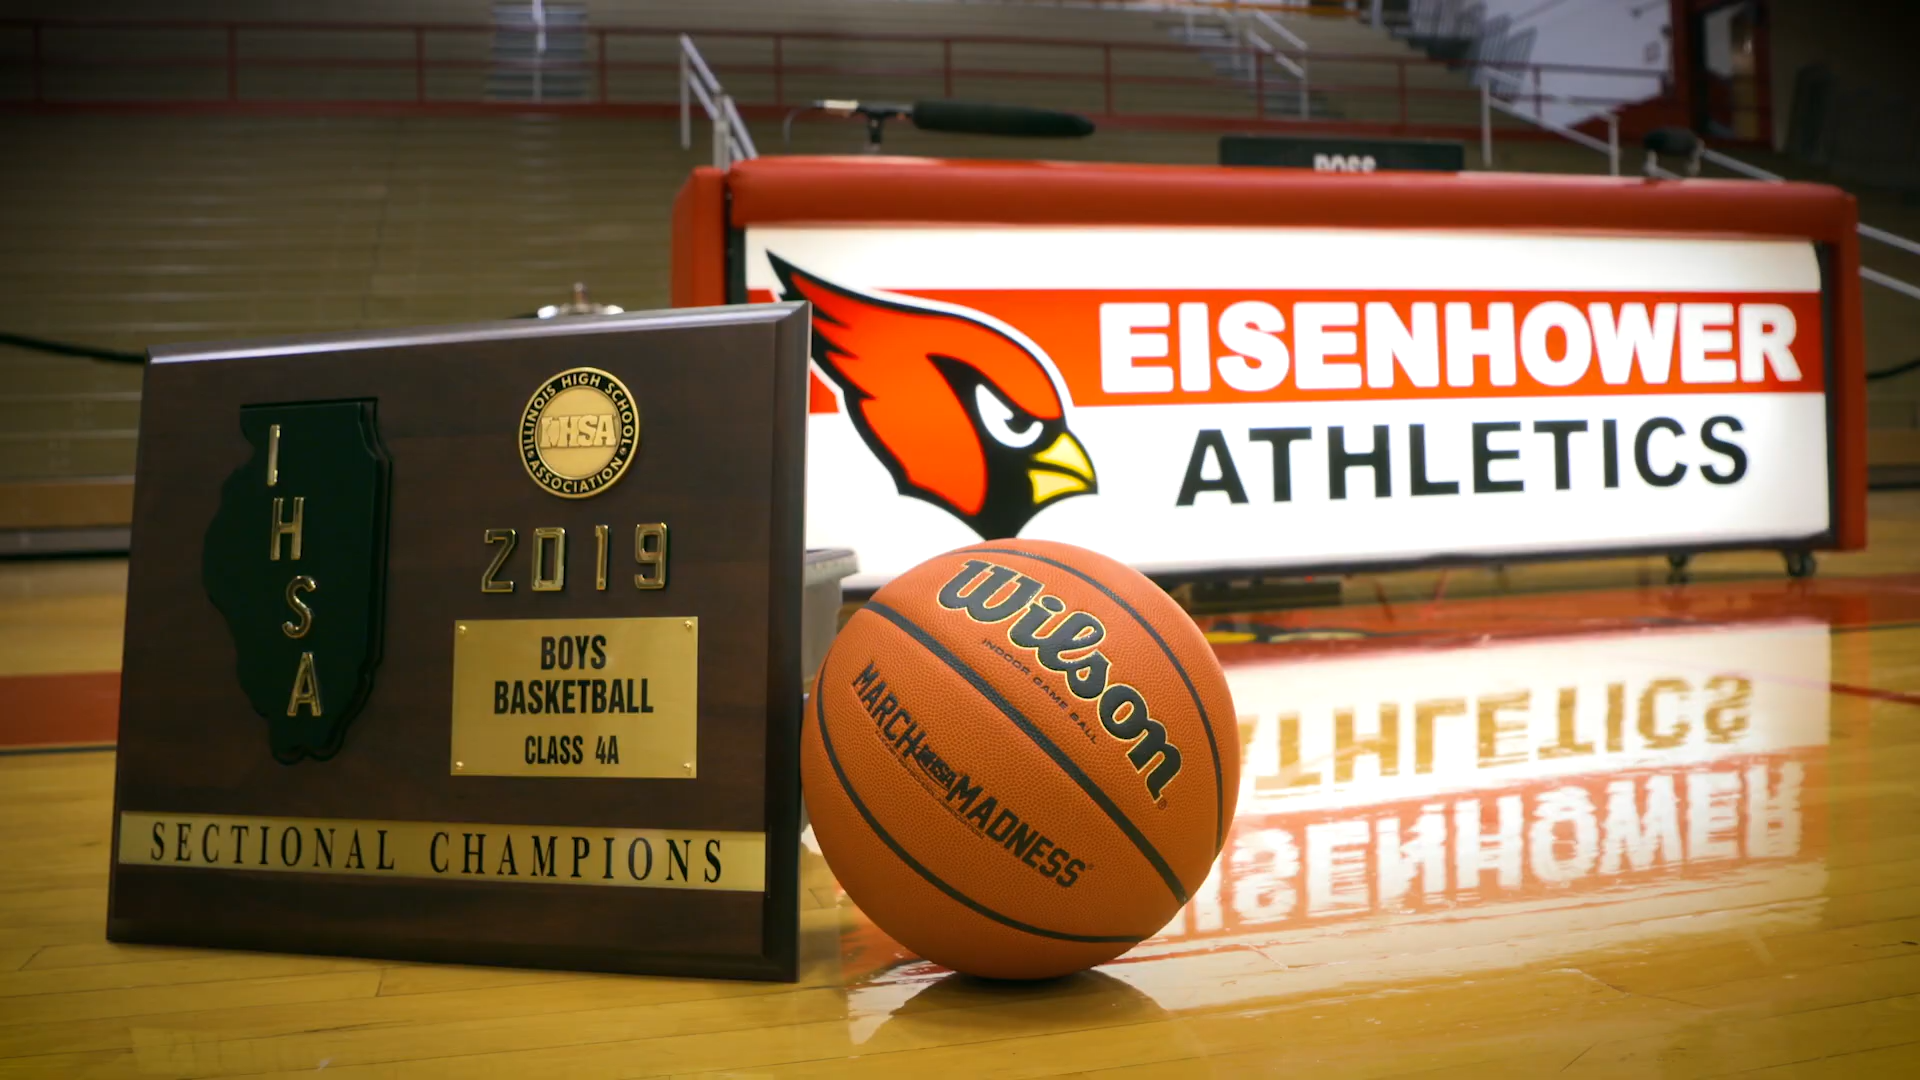 ILLINOIS HIGH SCHOOL
IHSA
ASSOCIATION
I
H
S
A
2019
BOYS
BASKETBALL
CLASS 4A
SECTIONAL CHAMPIONS
EISENHOWER
ATHLETICS
Wilson
INDOOR GAME BALL
MARCH MADNESS